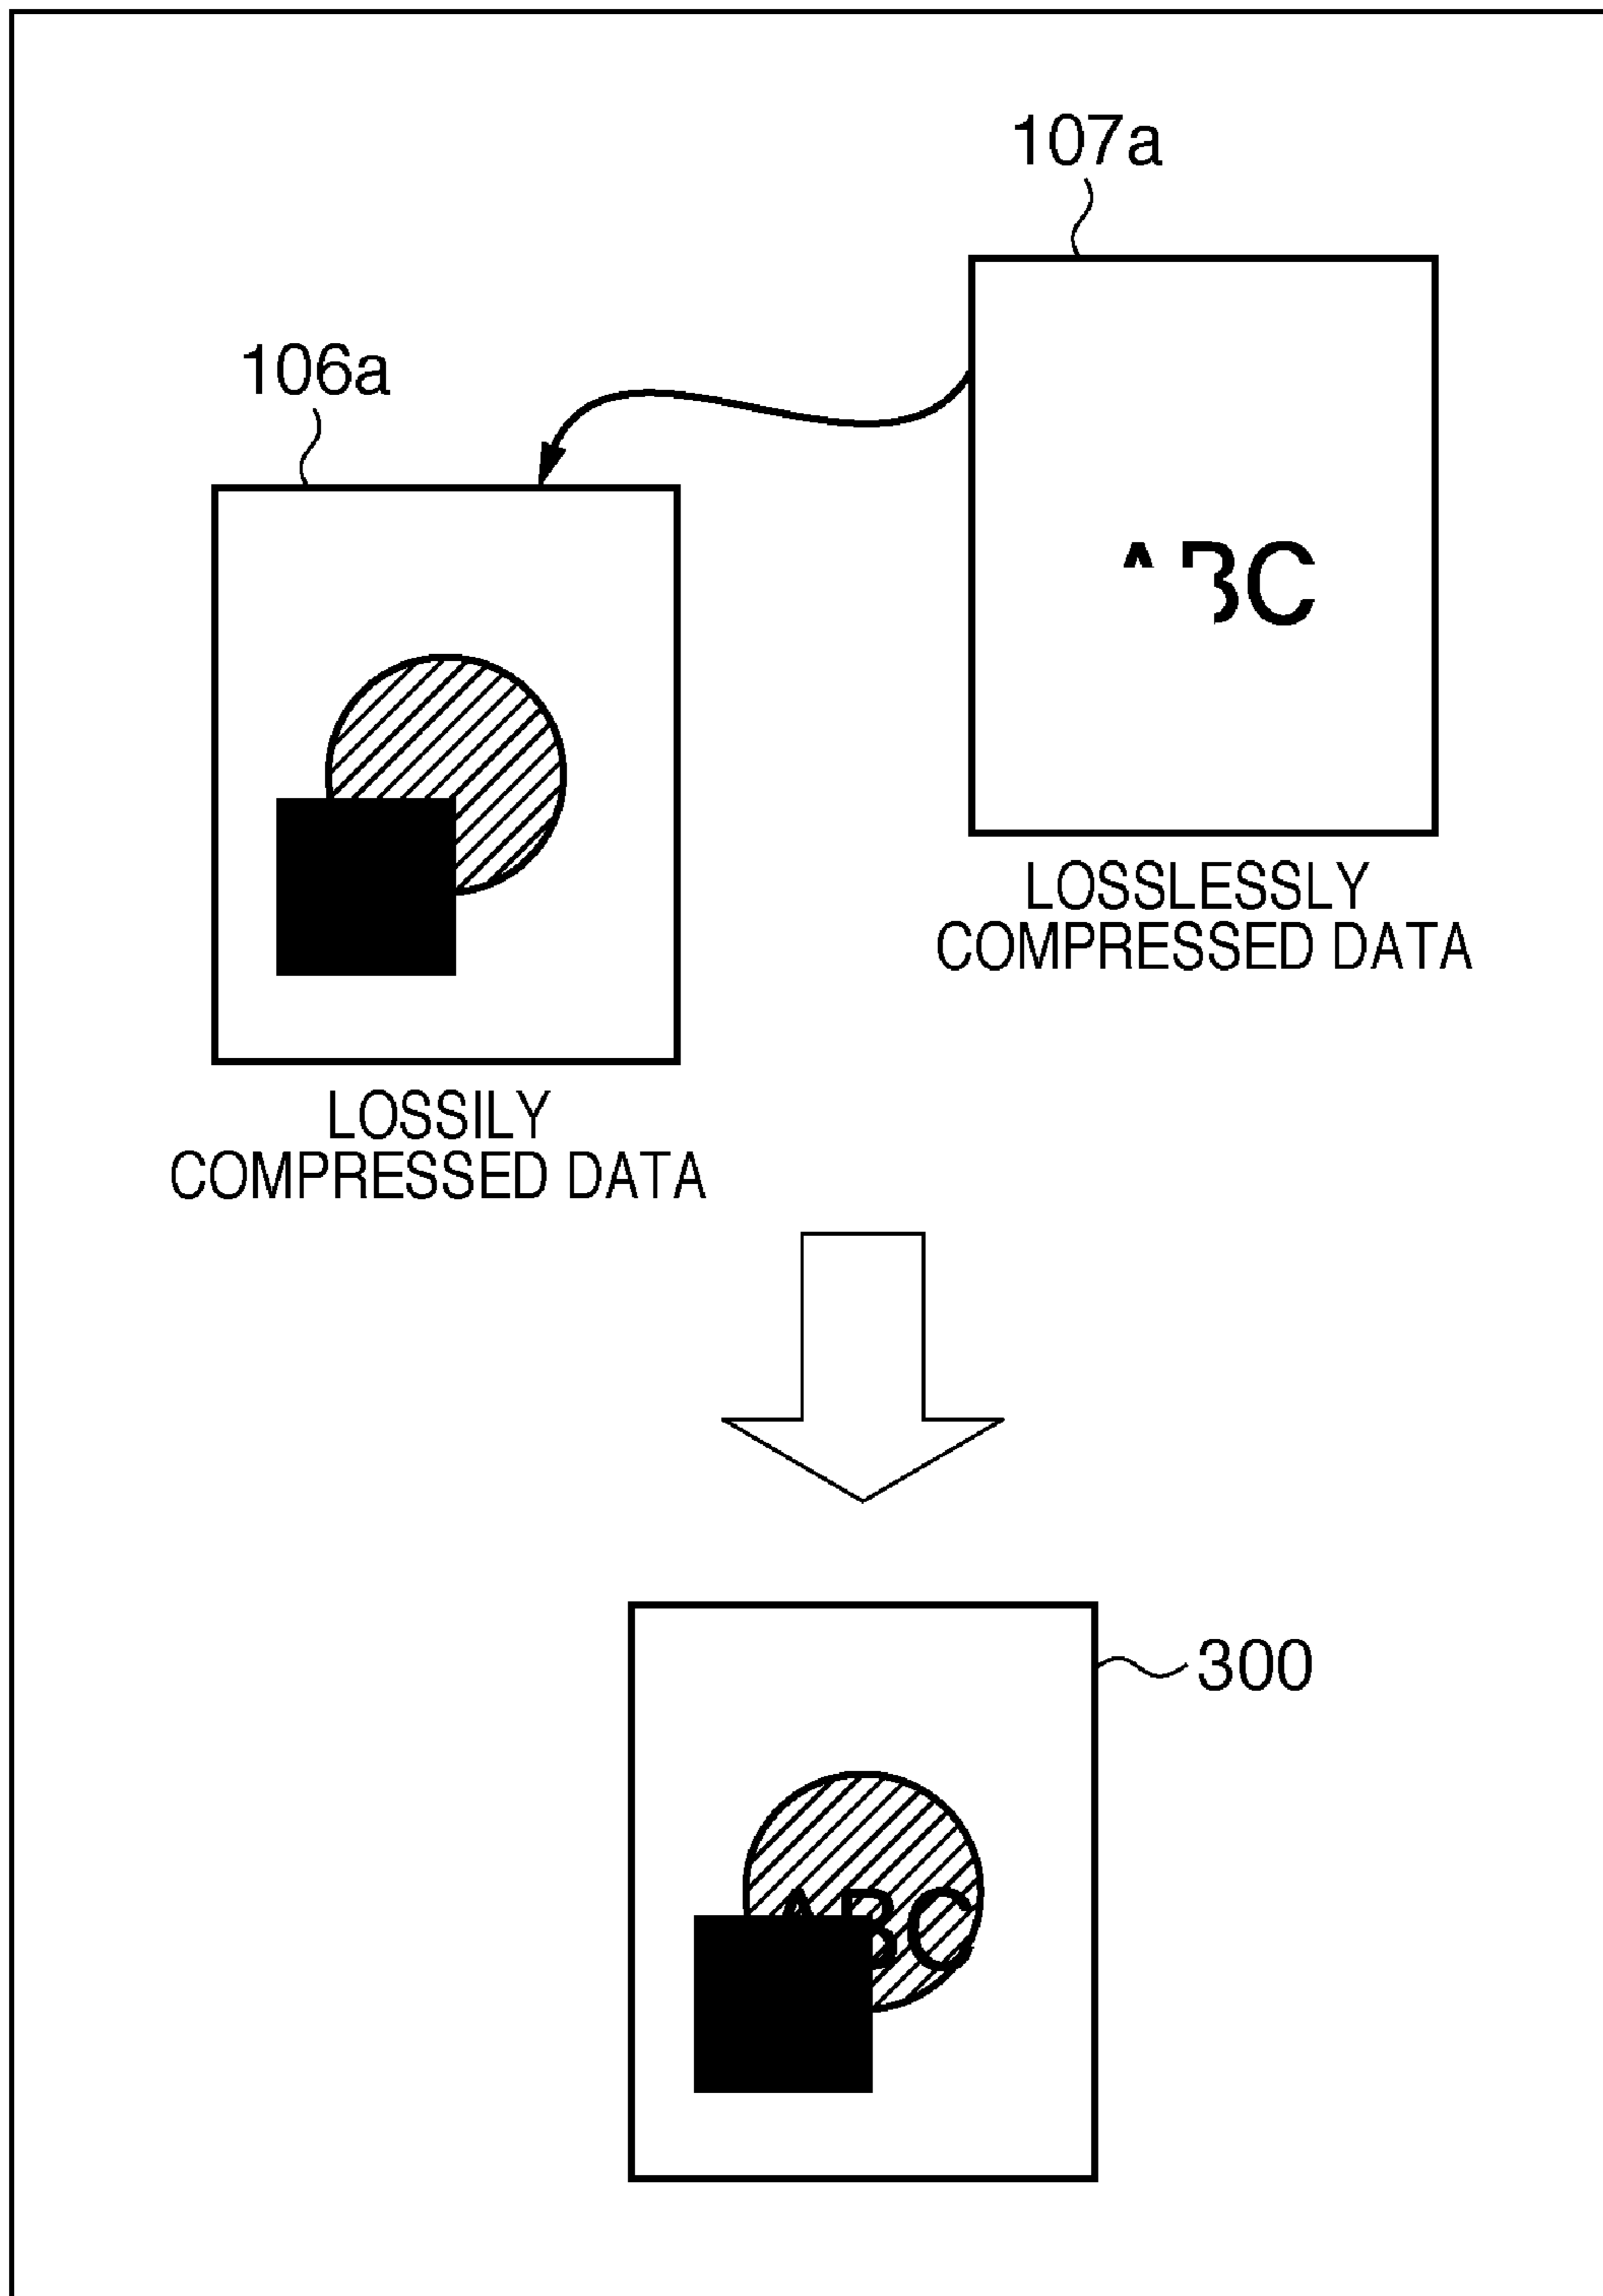 107a
106a
ABC
LOSSLESSLY
COMPRESSED DATA
LOSSILY
COMPRESSED DATA
300
ABC